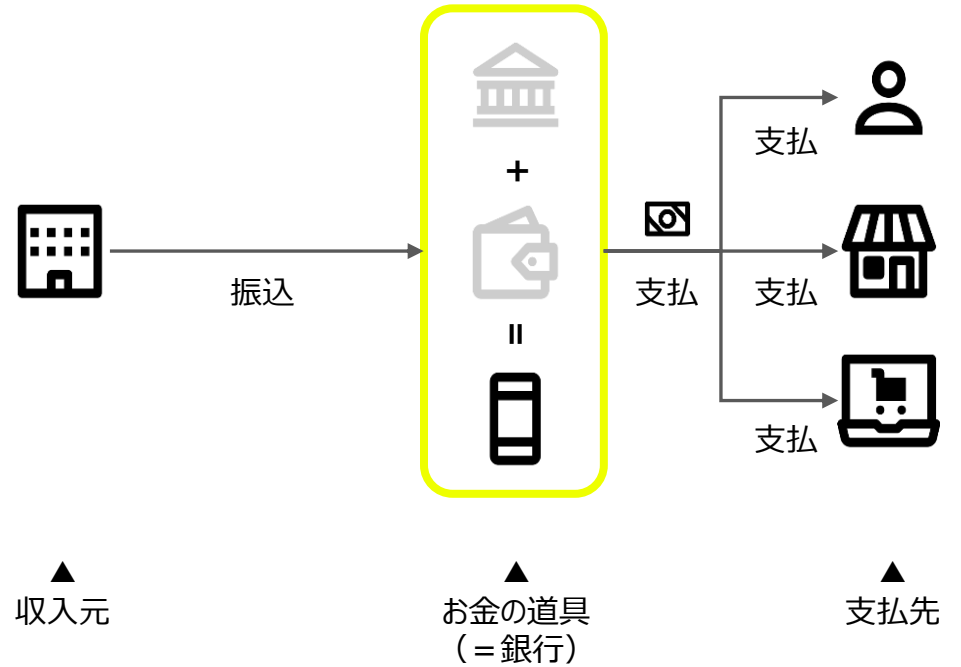 +
=
支払
振込
支払
支払
支払
▲
▲
▲
収入元
お金の道具
（＝銀行）
支払先